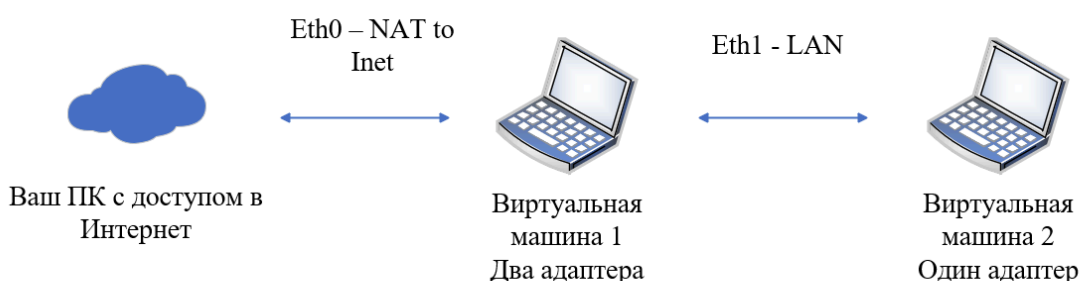 Eth0 – NAT to
Inet
Eth1 - LAN
Ваш ПК с доступом в
Интернет
Виртуальная
машина 1
Два адаптера
Виртуальная
машина 2
Один адаптер